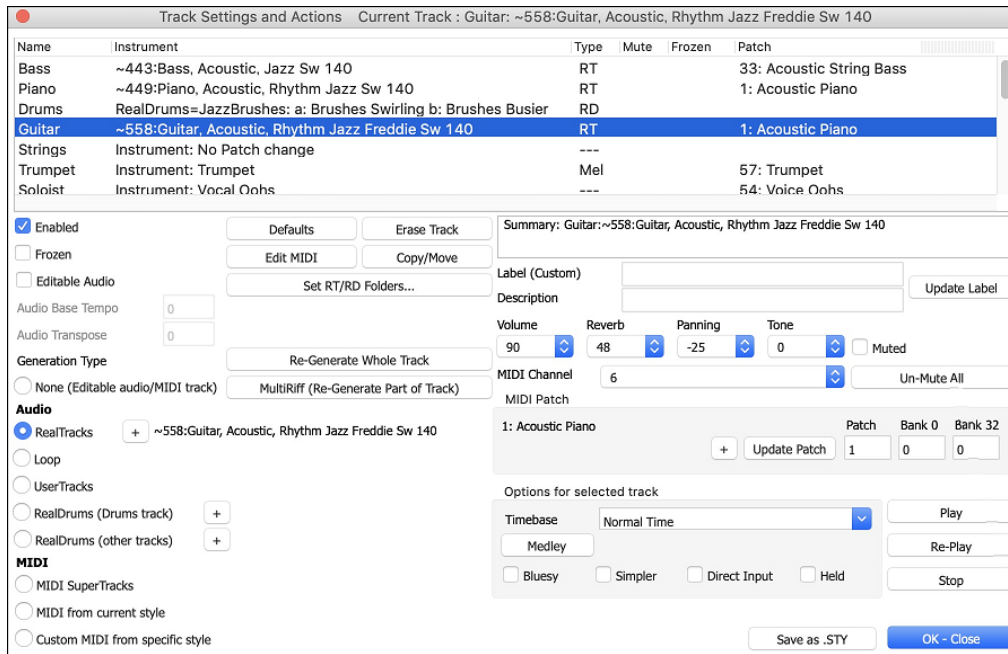 Track Settings and Actions Current Track : Guitar: ~558:Guitar, Acoustic, Rhythm Jazz Freddie Sw 140
Name Instrument Type Mute Frozen Patch
Bass ~443:Bass, Acoustic, Jazz Sw 140 RT 33: Acoustic String Bass
Piano ~449:Piano, Acoustic, Rhythm Jazz Sw 140 RT 1: Acoustic Piano
Drums RealDrums=JazzBrushes: a: Brushes Swirling b: Brushes Busier RD
Guitar ~558:Guitar, Acoustic, Rhythm Jazz Freddie Sw 140 RT 1: Acoustic Piano
Strings Instrument: No Patch change ---
Trumpet Instrument: Trumpet Mel 57: Trumpet
Soloist Instrument: Vocal Oohs --- 54: Voice Oohs
Enabled
Defaults Erase Track
Frozen
Edit MIDI Copy/Move
Editable Audio
Set RT/RD Folders...
Audio Base Tempo 0
Audio Transpose 0
Generation Type
Re-Generate Whole Track
None (Editable audio/MIDI track)
MultiRiff (Re-Generate Part of Track)
Audio
RealTracks + ~558:Guitar, Acoustic, Rhythm Jazz Freddie Sw 140
Loop
UserTracks
RealDrums (Drums track) +
RealDrums (other tracks) +
MIDI
MIDI SuperTracks
MIDI from current style
Custom MIDI from specific style
Summary: Guitar:~558:Guitar, Acoustic, Rhythm Jazz Freddie Sw 140
Label (Custom)
Update Label
Description
Volume Reverb Panning Tone
90 48 -25 0 Muted
MIDI Channel 6 Un-Mute All
MIDI Patch
1: Acoustic Piano Patch Bank 0 Bank 32
+ Update Patch 1 0 0
Options for selected track
Timebase Normal Time
Play
Medley
Re-Play
Bluesy Simpler Direct Input Held
Stop
Save as .STY OK - Close